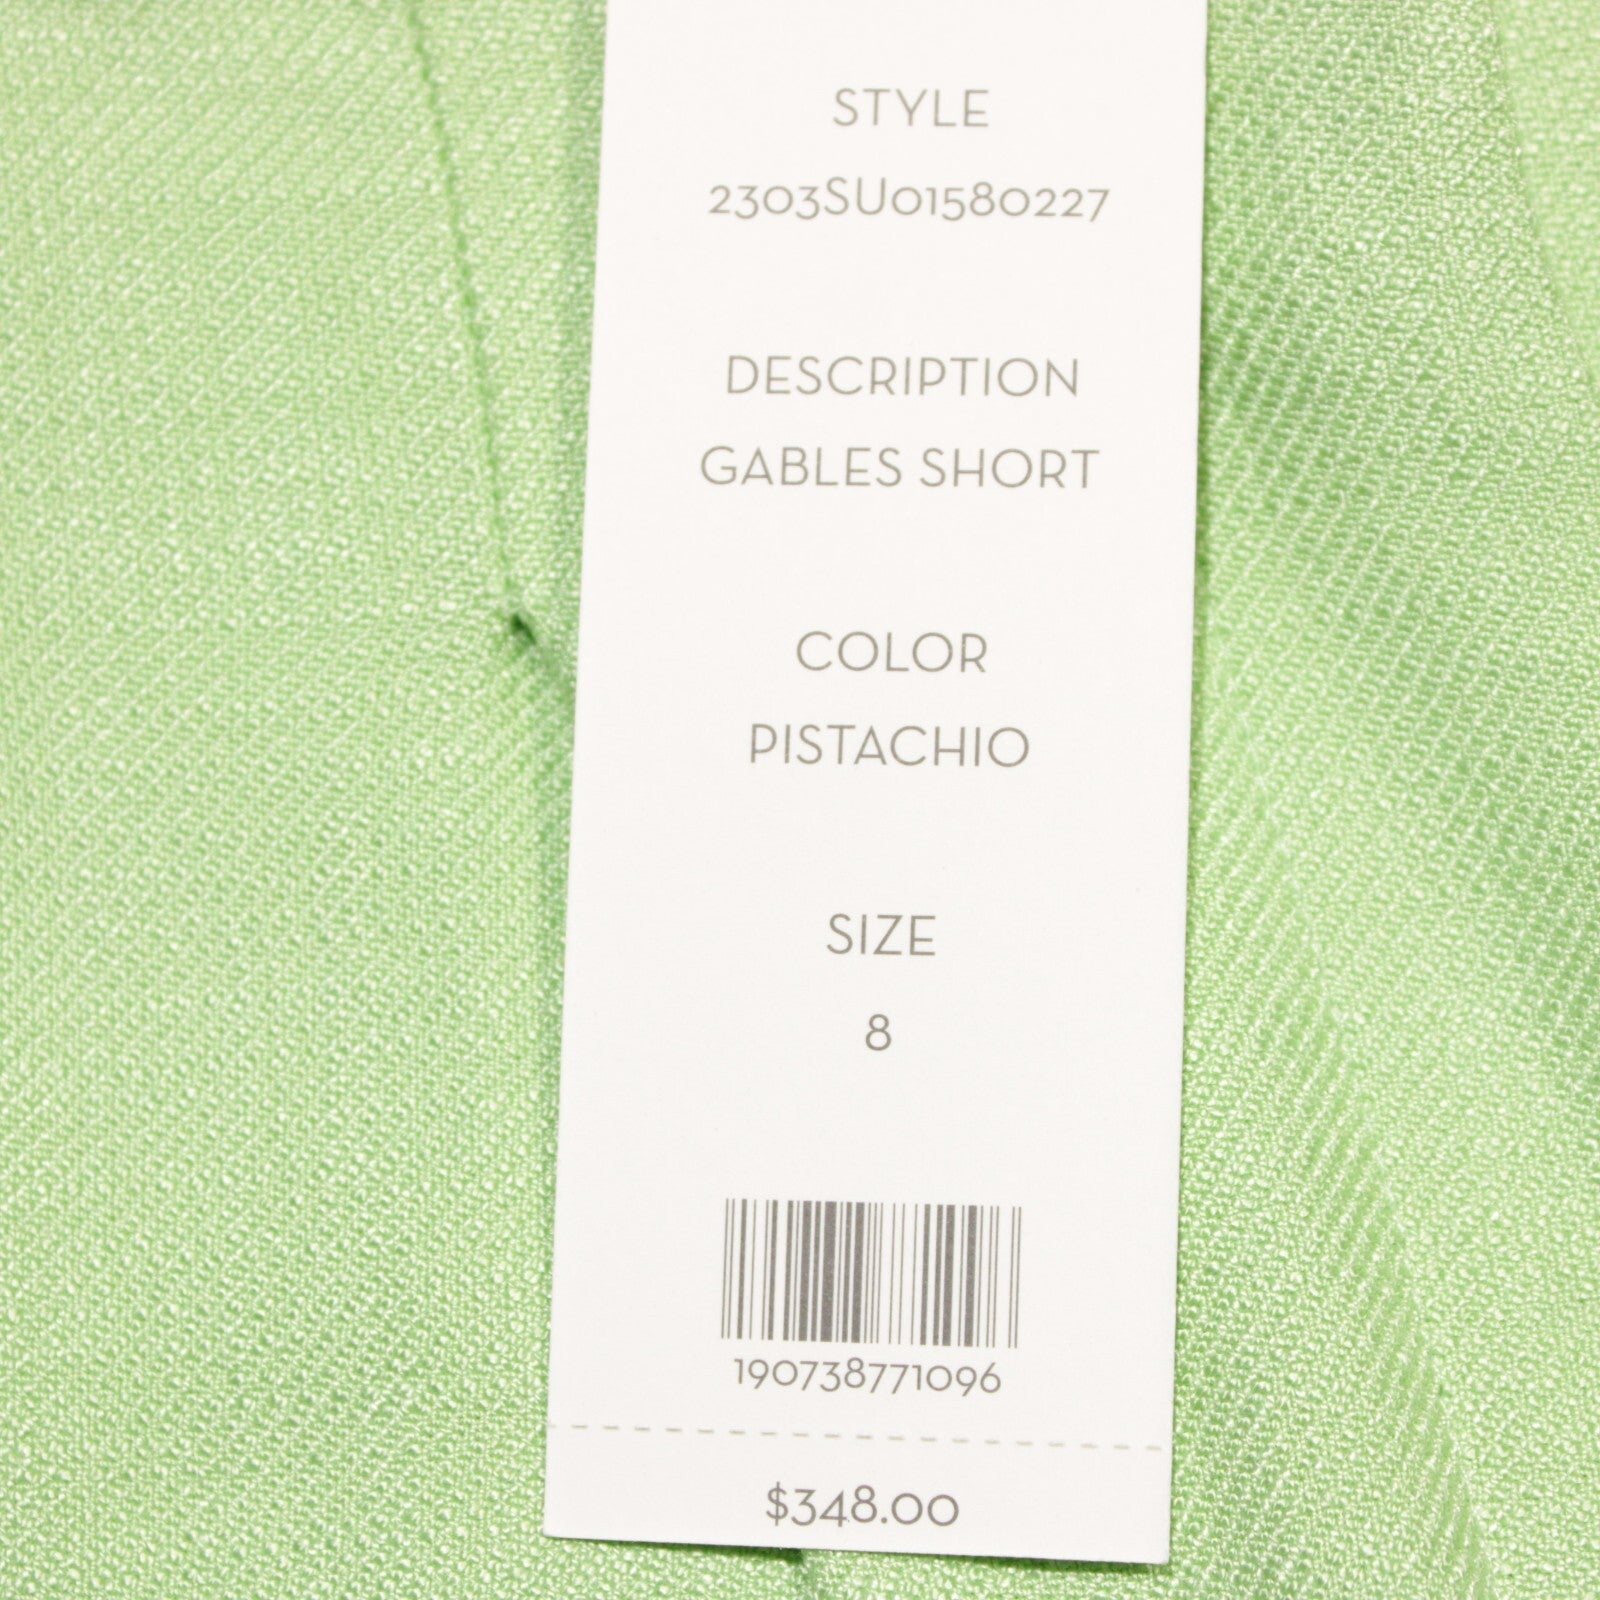 STYLE
2303SU01580227
DESCRIPTION
GABLES SHORT
COLOR
PISTACHIO
SIZE
8
190738771096
$348.00